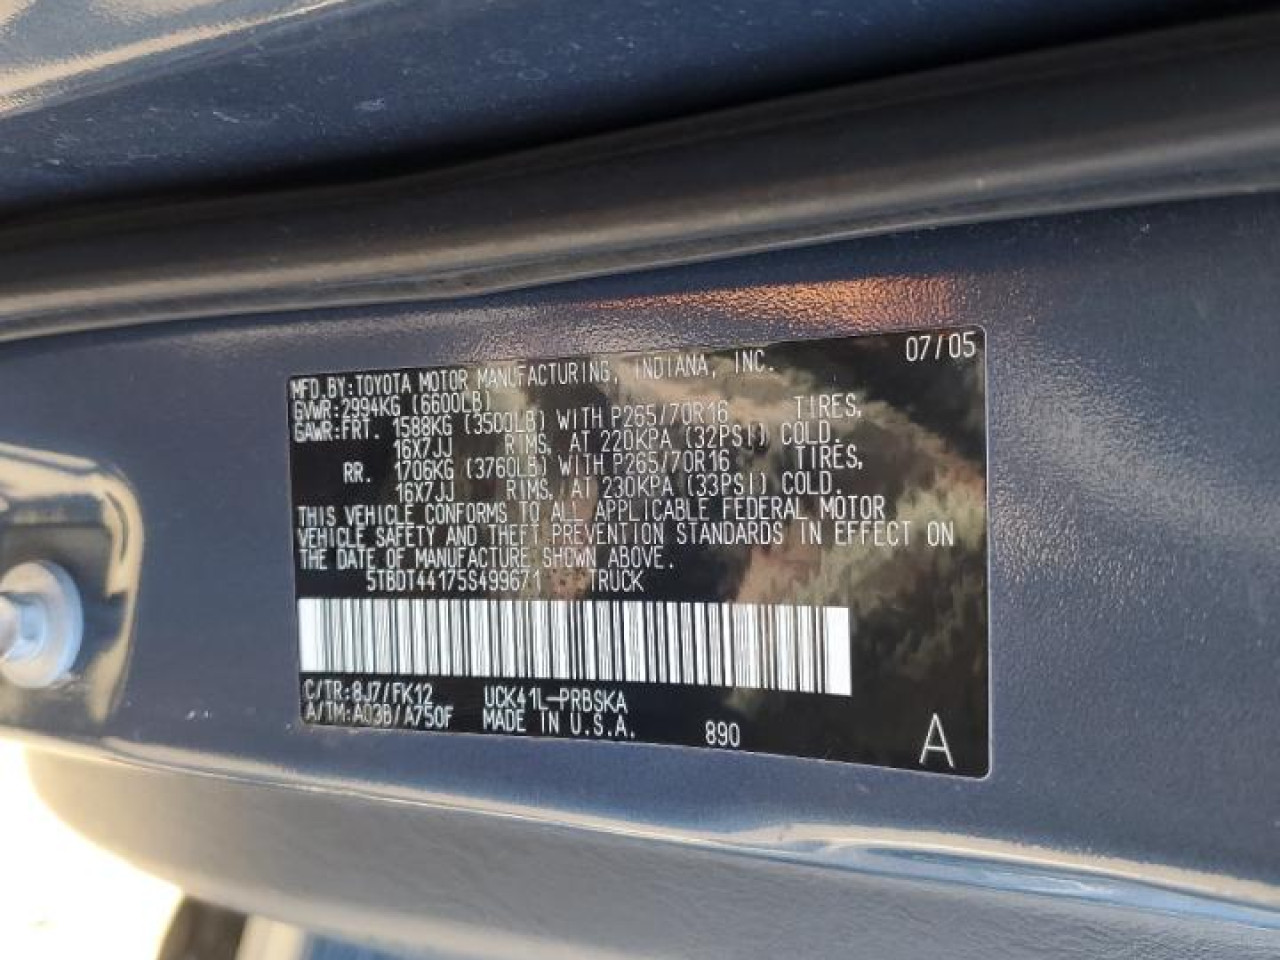 07/05
MFD.BY:TOYOTA MOTOR MANUFACTURING, INDIANA, INC.
GVWR:2994KG (6600LB)
GAWR:FRT. 1588KG (3500LB) WITH P265/70R16 TIRES,
16X7JJ RIMS, AT 220KPA (32PSI) COLD.
RR. 1706KG (3760LB) WITH P265/70R16 TIRES,
16X7JJ RIMS, AT 230KPA (33PSI) COLD.
THIS VEHICLE CONFORMS TO ALL APPLICABLE FEDERAL MOTOR
VEHICLE SAFETY AND THEFT PREVENTION STANDARDS IN EFFECT ON
THE DATE OF MANUFACTURE SHOWN ABOVE.
5TBDT44175S499671 TRUCK
C/TR:8J7/FK12 UCK41L-PRBSKA
A/TM:A03B/A750F MADE IN U.S.A. 890 A